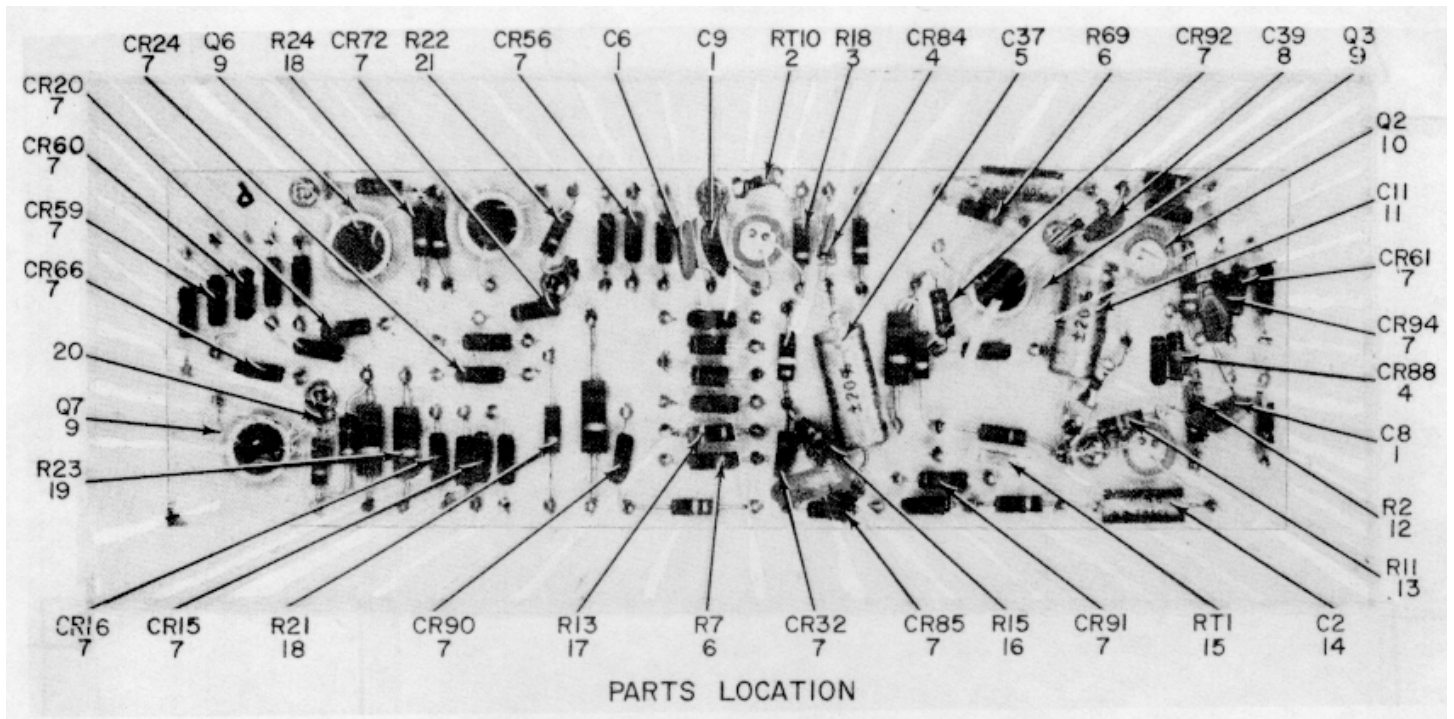 CR24 Q6 R24 CR72 R22 CR56 C6 C9 RT10 R18 CR84 C37 R69 CR92 C39 Q3
7 9 18 7 21 7 1 1 2 3 4 5 6 7 8 9
CR20
7
CR60
7
CR59
7
CR66
7
20
Q7
9
R23
19
Q2
10
C11
11
CR61
7
CR94
7
CR88
4
C8
1
R2
12
R11
13
±20%
±20%
CR16 CR15 R21 CR90 R13 R7 CR32 CR85 R15 CR91 RT1 C2
7 7 18 7 17 6 7 7 16 7 15 14
PARTS LOCATION